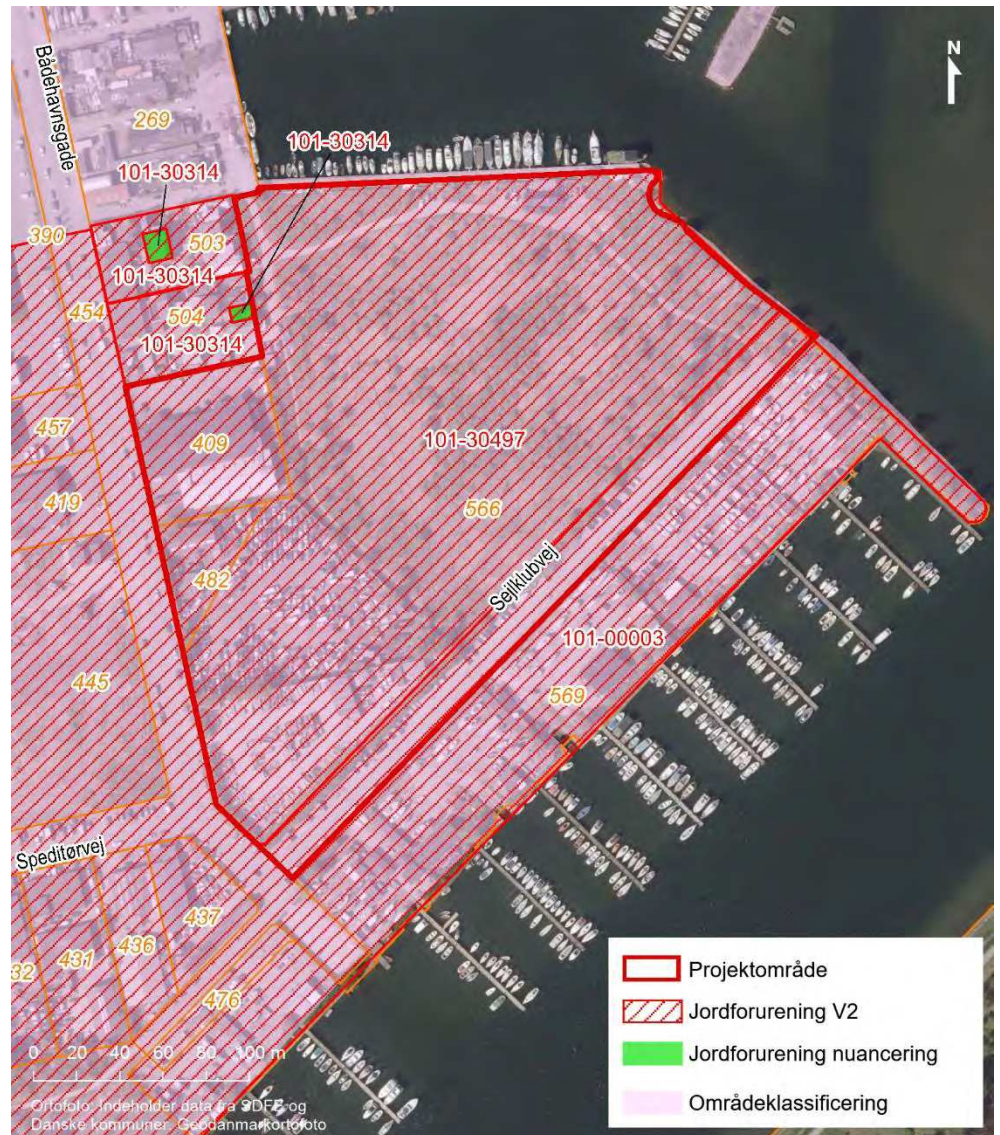 Bådehavnsgade
N
269
101-30314
101-30314
390
503
101-30314
454
504
101-30314
409
457
101-30497
419
566
482
Sejlklubvej
101-00003
445
569
Speditørvej
437
436
431
32
476
0 20 40 60 80 100 m
Ortofoto: Indeholder data fra SDFE og
Danske kommuner. Geodanmarkortofoto
Projektområde
Jordforurening V2
Jordforurening nuancering
Områdeklassificering